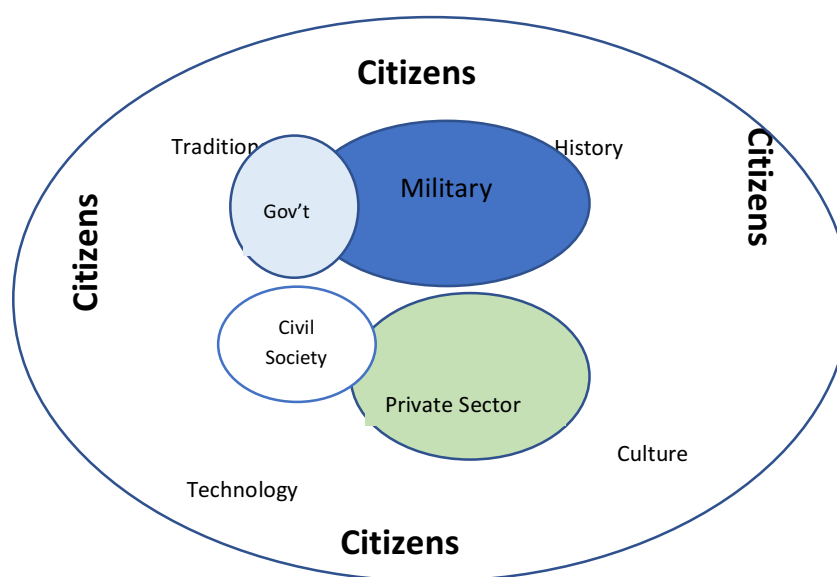 Citizens
Tradition
History
Citizens
Military
Gov't
Citizens
Civil
Society
Private Sector
Culture
Technology
Citizens